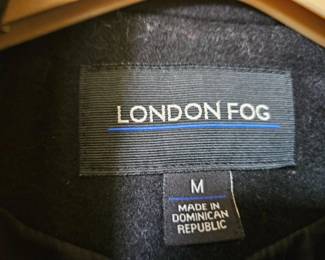 LONDON FOG
M
MADE IN
DOMINICAN
REPUBLIC